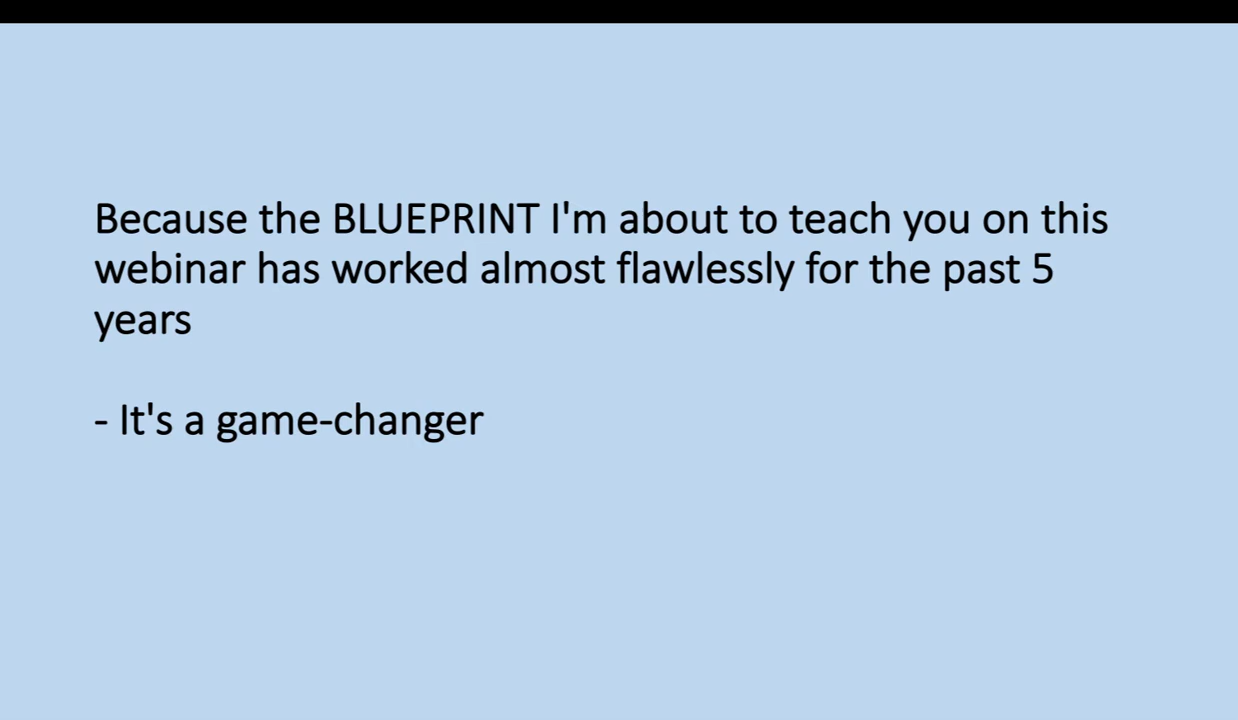 Because the BLUEPRINT I'm about to teach you on this
webinar has worked almost flawlessly for the past 5
years
- It's a game-changer